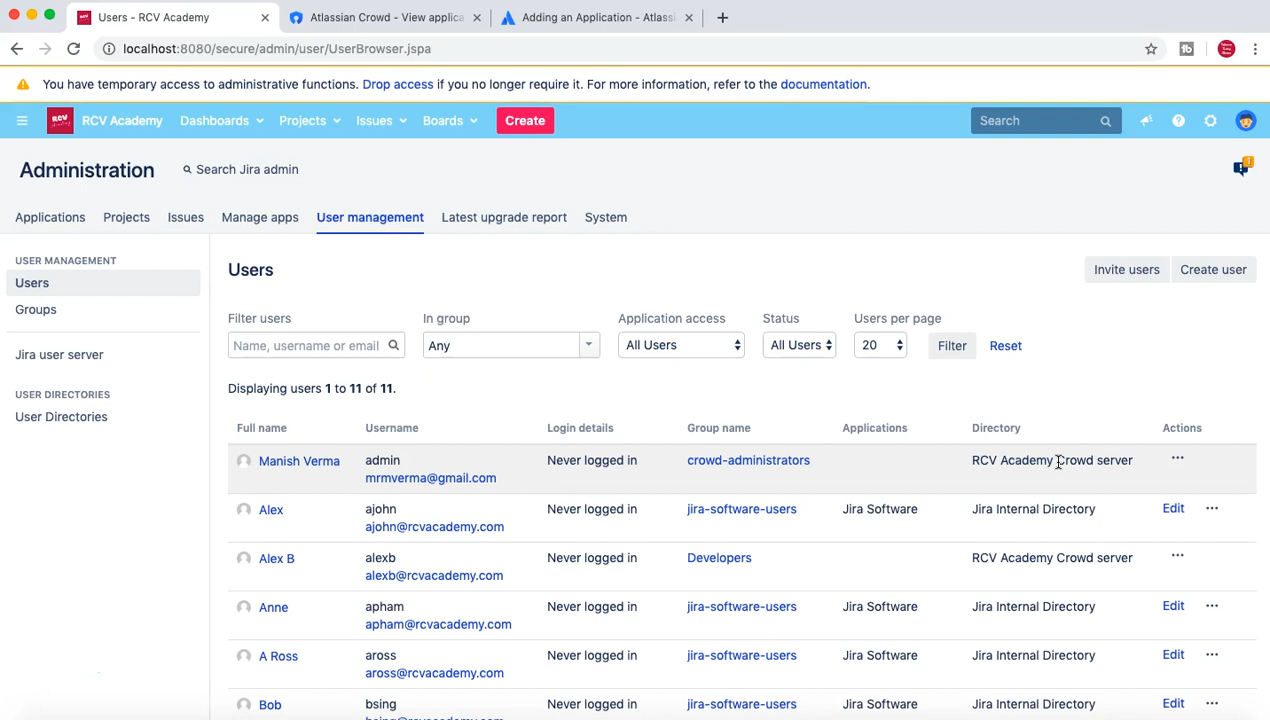 Users - RCV Academy
Atlassian Crowd - View applica
Adding an Application - Atlassi
localhost:8080/secure/admin/user/UserBrowser.jspa
You have temporary access to administrative functions. Drop access if you no longer require it. For more information, refer to the documentation.
RCV Academy Dashboards Projects Issues Boards Create Search
Administration Search Jira admin
Applications Projects Issues Manage apps User management Latest upgrade report System
USER MANAGEMENT
Users
Groups
Jira user server
USER DIRECTORIES
User Directories
Users
Invite users Create user
Filter users In group Application access Status Users per page
Name, username or email Any All Users All Users 20 Filter Reset
Displaying users 1 to 11 of 11.
Full name Username Login details Group name Applications Directory Actions
Manish Verma admin Never logged in crowd-administrators RCV Academy Crowd server ...
mrmverma@gmail.com
Alex ajohn Never logged in jira-software-users Jira Software Jira Internal Directory Edit ...
ajohn@rcvacademy.com
Alex B alexb Never logged in Developers RCV Academy Crowd server ...
alexb@rcvacademy.com
Anne apham Never logged in jira-software-users Jira Software Jira Internal Directory Edit ...
apham@rcvacademy.com
A Ross aross Never logged in jira-software-users Jira Software Jira Internal Directory Edit ...
aross@rcvacademy.com
Bob bsing Never logged in jira-software-users Jira Software Jira Internal Directory Edit ...